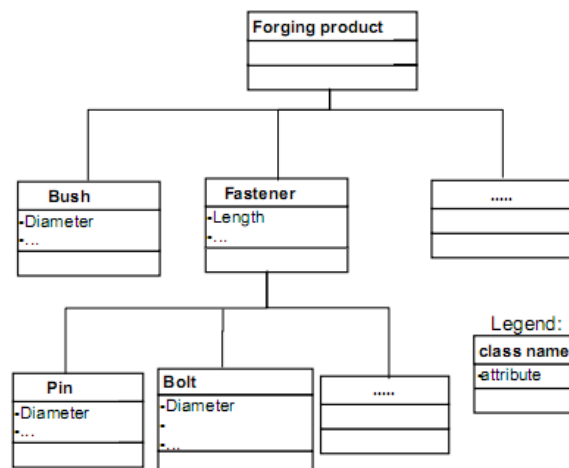 Forging product
Bush
-Diameter
-...
Fastener
-Length
-...
.....
Pin
-Diameter
-...
Bolt
-Diameter
-
-...
.....
Legend:
class name
-attribute